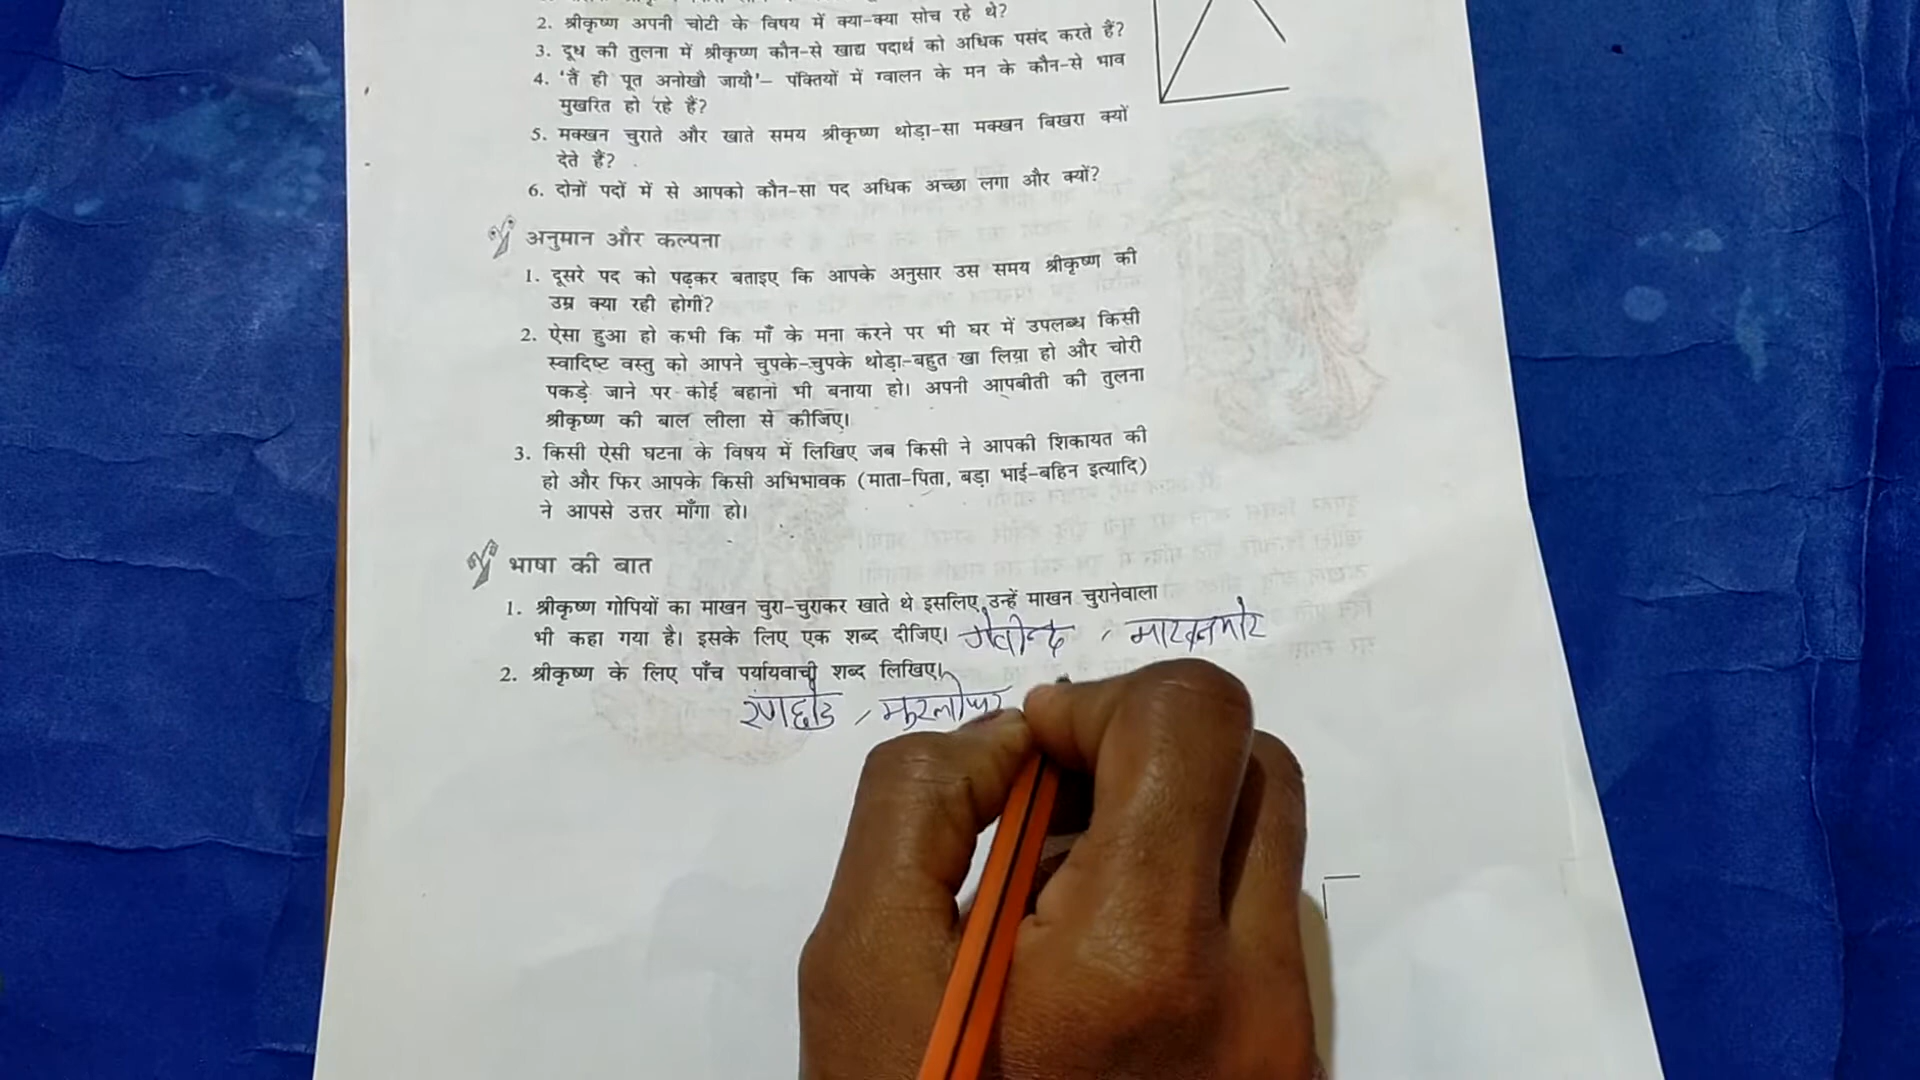 2. श्रीकृष्ण अपनी चोटी के विषय में क्या-क्या सोच रहे थे?
3. दूध की तुलना में श्रीकृष्ण कौन-से खाद्य पदार्थ को अधिक पसंद करते हैं?
4. 'तैं ही पूत अनोखौ जायौ'– पंक्तियों में ग्वालन के मन के कौन-से भाव
मुखरित हो रहे हैं?
5. मक्खन चुराते और खाते समय श्रीकृष्ण थोड़ा-सा मक्खन बिखरा क्यों
देते हैं?
6. दोनों पदों में से आपको कौन-सा पद अधिक अच्छा लगा और क्यों?
अनुमान और कल्पना
1. दूसरे पद को पढ़कर बताइए कि आपके अनुसार उस समय श्रीकृष्ण की
उम्र क्या रही होगी?
2. ऐसा हुआ हो कभी कि माँ के मना करने पर भी घर में उपलब्ध किसी
स्वादिष्ट वस्तु को आपने चुपके-चुपके थोड़ा-बहुत खा लिया हो और चोरी
पकड़े जाने पर कोई बहाना भी बनाया हो। अपनी आपबीती की तुलना
श्रीकृष्ण की बाल लीला से कीजिए।
3. किसी ऐसी घटना के विषय में लिखिए जब किसी ने आपकी शिकायत की
हो और फिर आपके किसी अभिभावक (माता-पिता, बड़ा भाई-बहिन इत्यादि)
ने आपसे उत्तर माँगा हो।
भाषा की बात
1. श्रीकृष्ण गोपियों का माखन चुरा-चुराकर खाते थे इसलिए उन्हें माखन चुरानेवाला
भी कहा गया है। इसके लिए एक शब्द दीजिए।
2. श्रीकृष्ण के लिए पाँच पर्यायवाची शब्द लिखिए।
रणछोड़ ,